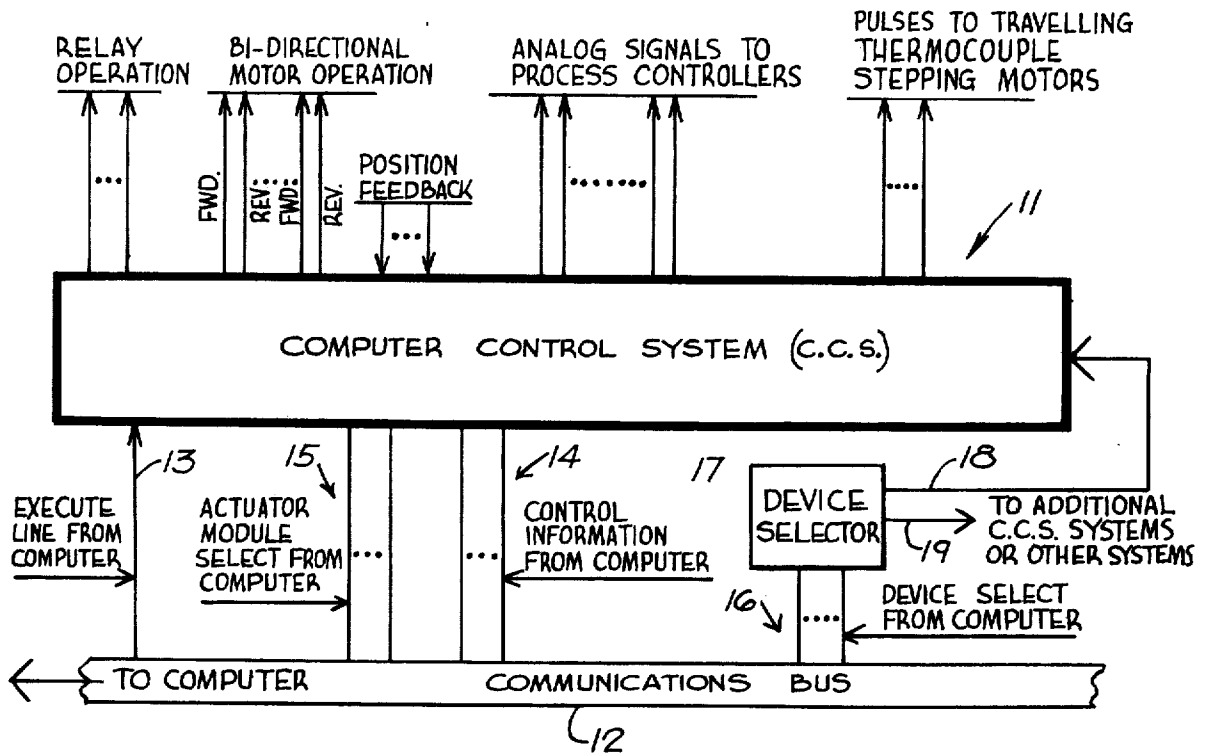 RELAY
OPERATION
BI-DIRECTIONAL
MOTOR OPERATION
ANALOG SIGNALS TO
PROCESS CONTROLLERS
PULSES TO TRAVELLING
THERMOCOUPLE
STEPPING MOTORS
FWD.
REV.
FWD.
REV.
POSITION
FEEDBACK
11
COMPUTER CONTROL SYSTEM (C.C.S.)
13
15
14
17
18
EXECUTE
LINE FROM
COMPUTER
ACTUATOR
MODULE
SELECT FROM
COMPUTER
CONTROL
INFORMATION
FROM COMPUTER
DEVICE
SELECTOR
19
TO ADDITIONAL
C.C.S. SYSTEMS
OR OTHER SYSTEMS
16
DEVICE SELECT
FROM COMPUTER
TO COMPUTER
COMMUNICATIONS BUS
12